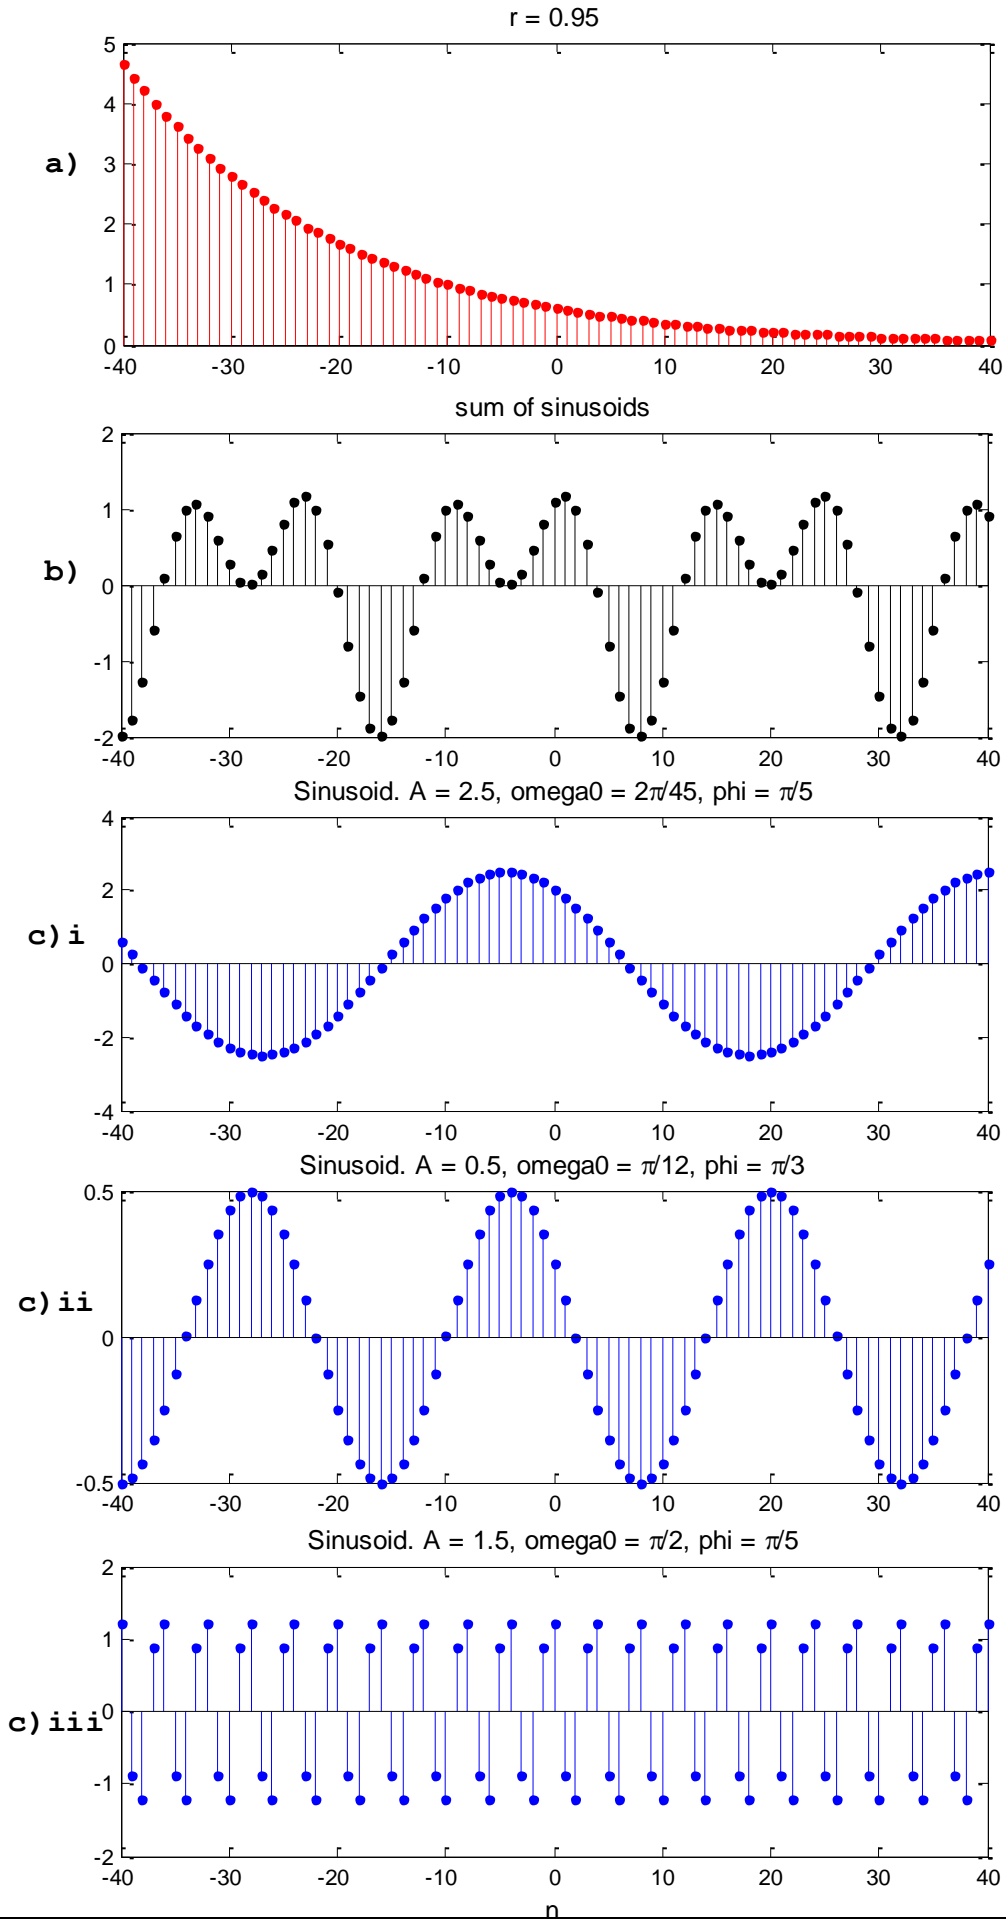 r = 0.95
5
4
a) 3
2
1
0
-40 -30 -20 -10 0 10 20 30 40
sum of sinusoids
2
1
b) 0
-1
-2
-40 -30 -20 -10 0 10 20 30 40
Sinusoid. A = 2.5, omega0 = 2π/45, phi = π/5
4
2
c)i
0
-2
-4
-40 -30 -20 -10 0 10 20 30 40
Sinusoid. A = 0.5, omega0 = π/12, phi = π/3
0.5
c)ii
0
-0.5
-40 -30 -20 -10 0 10 20 30 40
Sinusoid. A = 1.5, omega0 = π/2, phi = π/5
2
1
c)iii 0
-1
-2
-40 -30 -20 -10 0 10 20 30 40
n